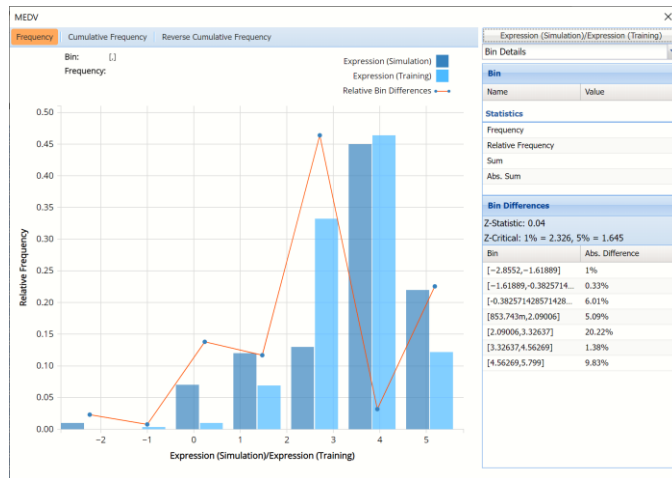 MEDV
Frequency
Cumulative Frequency
Reverse Cumulative Frequency
Bin: [,]
Frequency:
Expression (Simulation)
Expression (Training)
Relative Bin Differences
Relative Frequency
0.50
0.45
0.40
0.35
0.30
0.25
0.20
0.15
0.10
0.05
0.00
−2 −1 0 1 2 3 4 5
Expression (Simulation)/Expression (Training)
Expression (Simulation)/Expression (Training)
Bin Details
Bin
Name Value
Statistics
Frequency
Relative Frequency
Sum
Abs. Sum
Bin Differences
Z-Statistic: 0.04
Z-Critical: 1% = 2.326, 5% = 1.645
Bin Abs. Difference
[−2.8552,−1.61889] 1%
[−1.61889,-0.3825714... 0.33%
[-0.382571428571428... 6.01%
[853.743m,2.09006] 5.09%
[2.09006,3.32637] 20.22%
[3.32637,4.56269] 1.38%
[4.56269,5.799] 9.83%